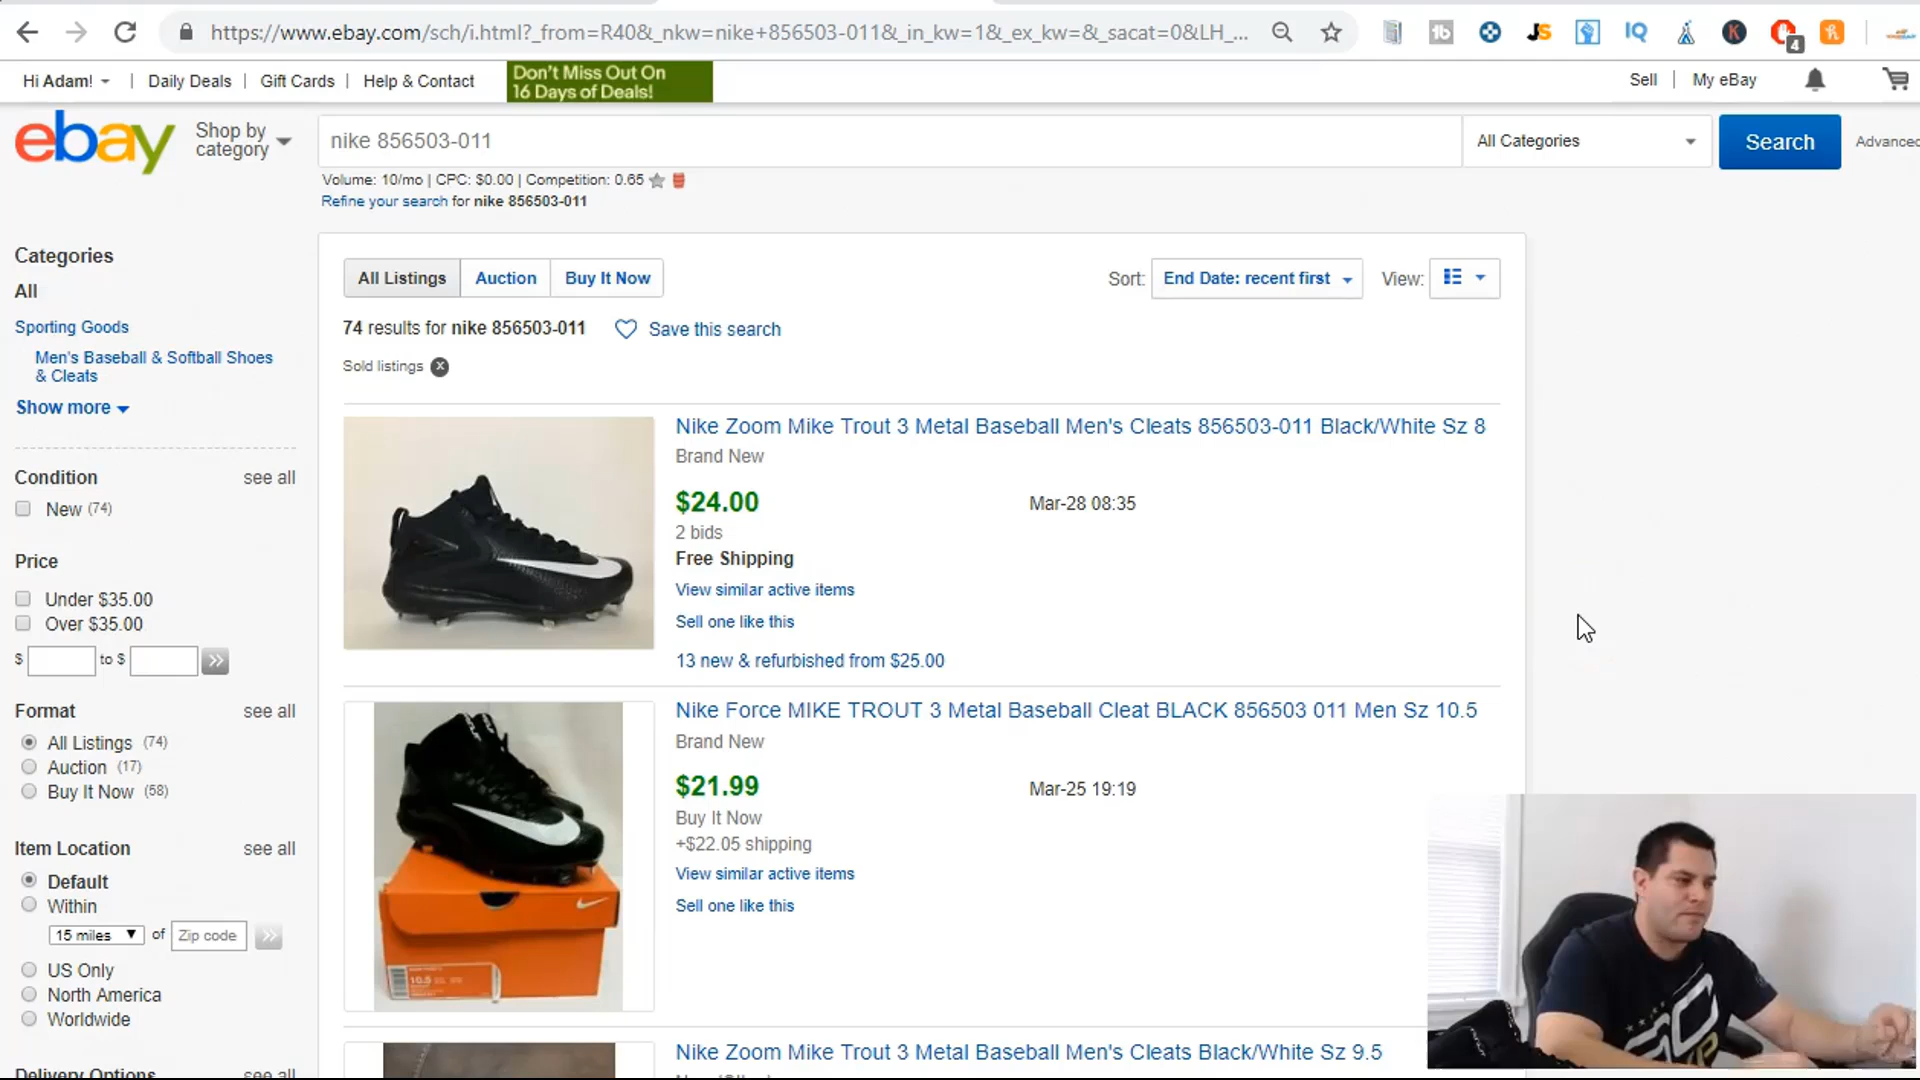 https://www.ebay.com/sch/i.html?_from=R40&_nkw=nike+856503-011&_in_kw=1&_ex_kw=&_sacat=0&LH_...
Hi Adam!
Daily Deals
Gift Cards
Help & Contact
Don't Miss Out On
16 Days of Deals!
Sell
My eBay
ebay
Shop by
category
nike 856503-011
All Categories
Search
Advanced
Volume: 10/mo | CPC: $0.00 | Competition: 0.65
Refine your search for nike 856503-011
Categories
All
Sporting Goods
Men's Baseball & Softball Shoes
& Cleats
Show more
Condition
see all
New (74)
Price
Under $35.00
Over $35.00
$ to $
Format
see all
All Listings (74)
Auction (17)
Buy It Now (58)
Item Location
see all
Default
Within
15 miles of Zip code
US Only
North America
Worldwide
Delivery Options
see all
All Listings
Auction
Buy It Now
Sort: End Date: recent first
View:
74 results for nike 856503-011
Save this search
Sold listings
Nike Zoom Mike Trout 3 Metal Baseball Men's Cleats 856503-011 Black/White Sz 8
Brand New
$24.00
Mar-28 08:35
2 bids
Free Shipping
View similar active items
Sell one like this
13 new & refurbished from $25.00
Nike Force MIKE TROUT 3 Metal Baseball Cleat BLACK 856503 011 Men Sz 10.5
Brand New
$21.99
Mar-25 19:19
Buy It Now
+$22.05 shipping
View similar active items
Sell one like this
10.5
Nike Zoom Mike Trout 3 Metal Baseball Men's Cleats Black/White Sz 9.5